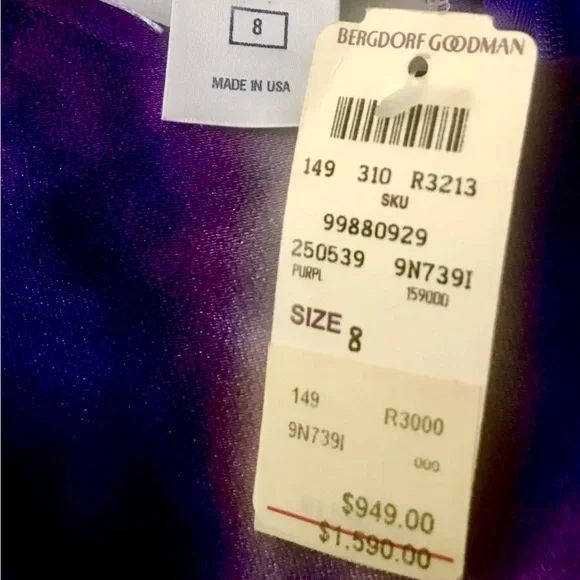 8
MADE IN USA
BERGDORF GOODMAN
149 310 R3213
SKU
99880929
250539 9N739I
PURPL 159000
SIZE 8
149 R3000
9N739I 000
$949.00
$1,590.00